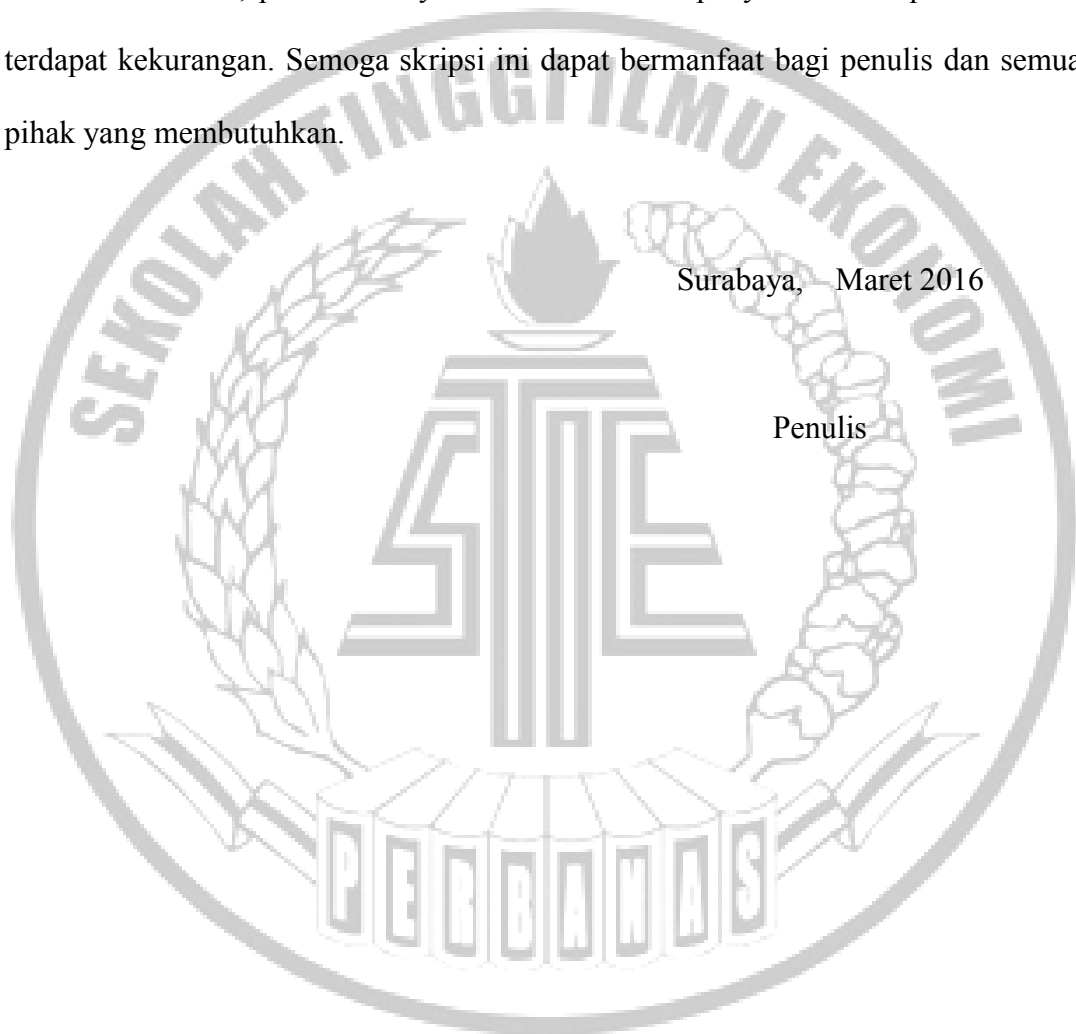 terdapat kekurangan. Semoga skripsi ini dapat bermanfaat bagi penulis dan semua
pihak yang membutuhkan.
SEKOLAH TINGGI ILMU EKONOMI
Surabaya, Maret 2016
Penulis
STIE
PERBANAS